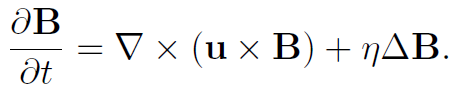 ∂𝐁/∂t = ∇ × (𝐮 × 𝐁) + ηΔ𝐁.